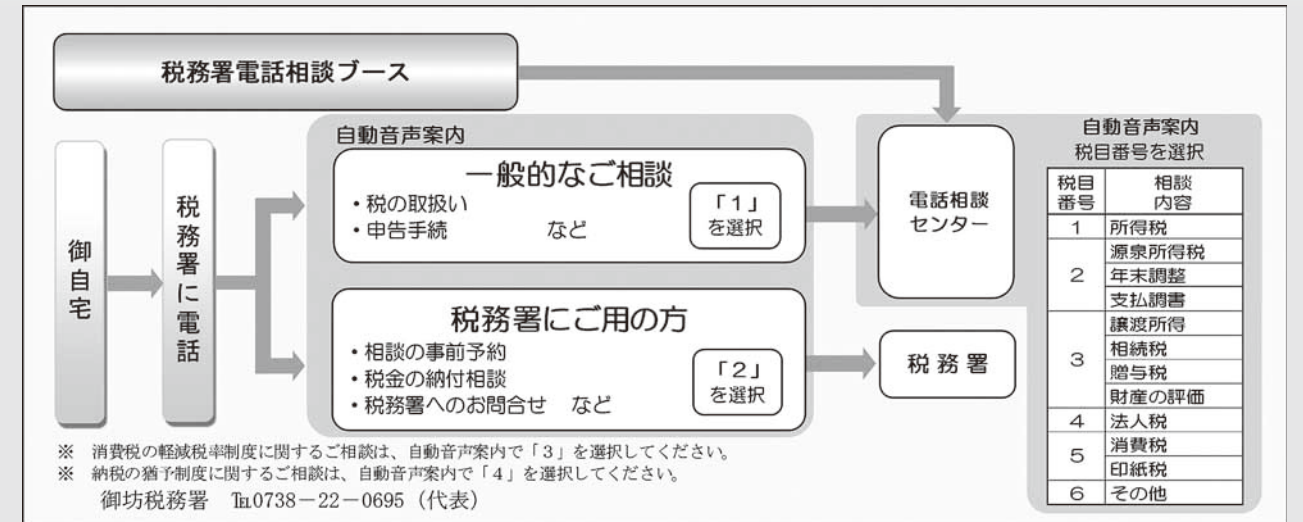 税務署電話相談ブース
御自宅
税務署に電話
自動音声案内
一般的なご相談
・税の取扱い
・申告手続　など
「1」
を選択
税務署にご用の方
・相談の事前予約
・税金の納付相談
・税務署へのお問合せ　など
「2」
を選択
電話相談
センター
税務署
自動音声案内
税目番号を選択
税目番号 相談内容
1 所得税
2 源泉所得税
年末調整
支払調書
3 譲渡所得
相続税
贈与税
財産の評価
4 法人税
5 消費税
印紙税
6 その他
※　消費税の軽減税率制度に関するご相談は、自動音声案内で「3」を選択してください。
※　納税の猶予制度に関するご相談は、自動音声案内で「4」を選択してください。
御坊税務署　℡0738－22－0695（代表）